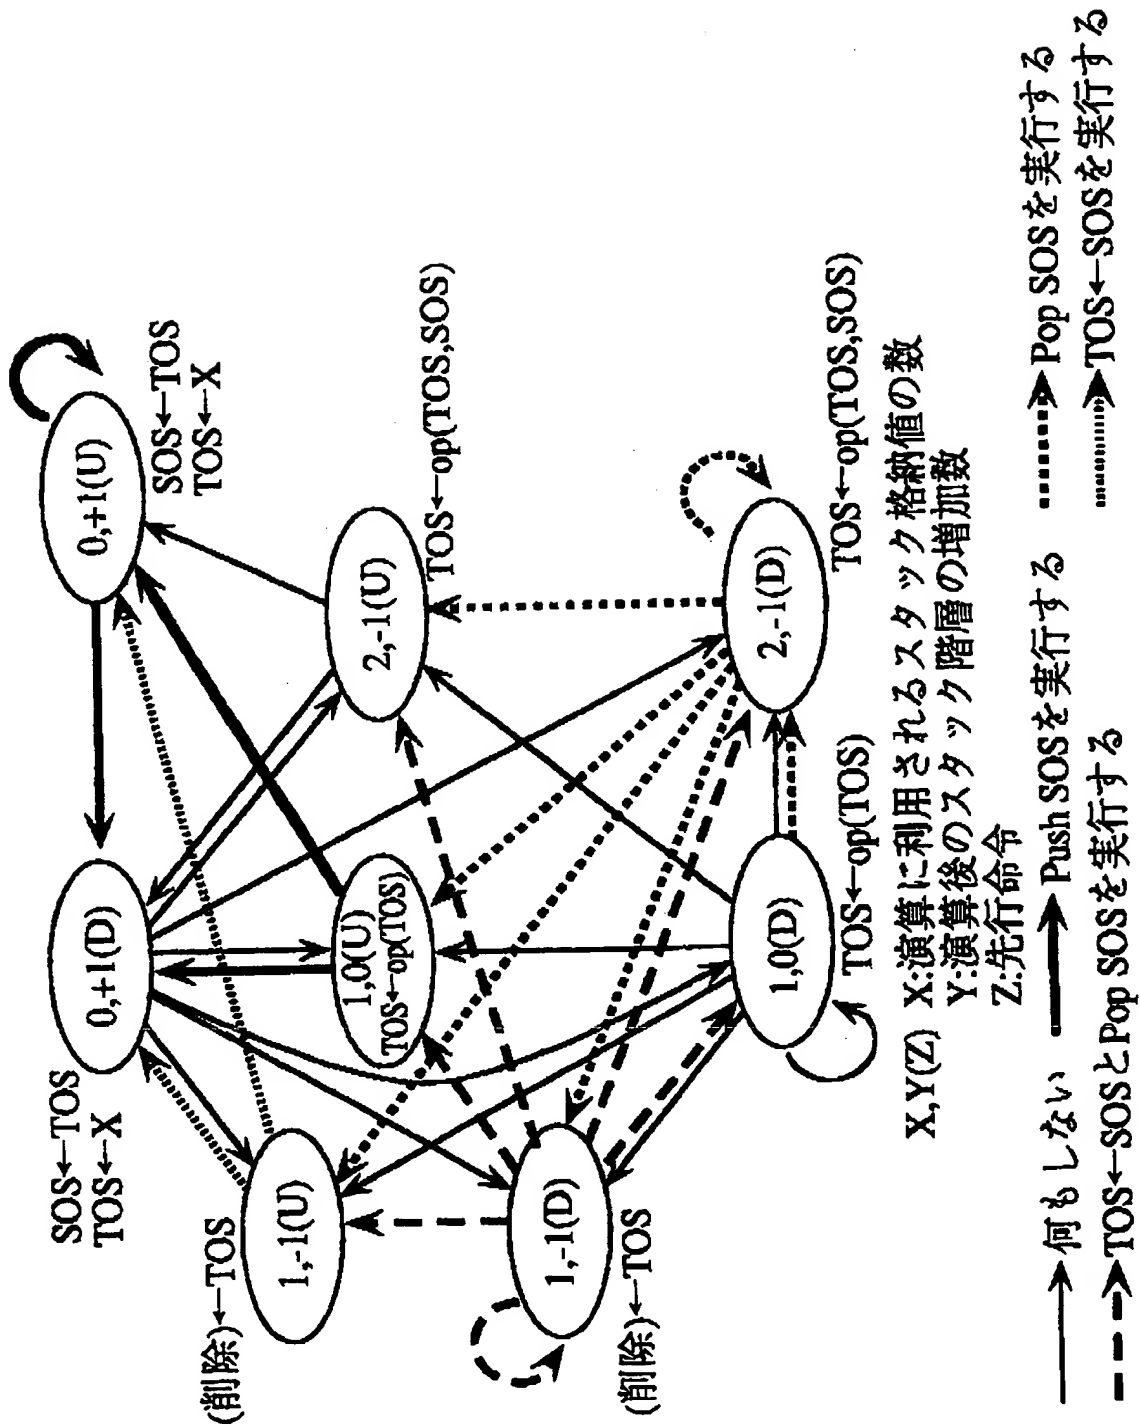 SOS←TOS
TOS←X
0,+1(D)
0,+1(U)
SOS←TOS
TOS←X
(削除)←TOS
1,-1(U)
1,0(U)
TOS←op(TOS)
2,-1(U)
TOS←op(TOS,SOS)
1,-1(D)
(削除)←TOS
1,0(D)
TOS←op(TOS)
2,-1(D)
TOS←op(TOS,SOS)
X,Y(Z) X:演算に利用されるスタック格納値の数
Y:演算後のスタック階層の増加数
Z:先行命令
何もしない
Push SOSを実行する
Pop SOSを実行する
TOS←SOSとPop SOSを実行する
TOS←SOSを実行する